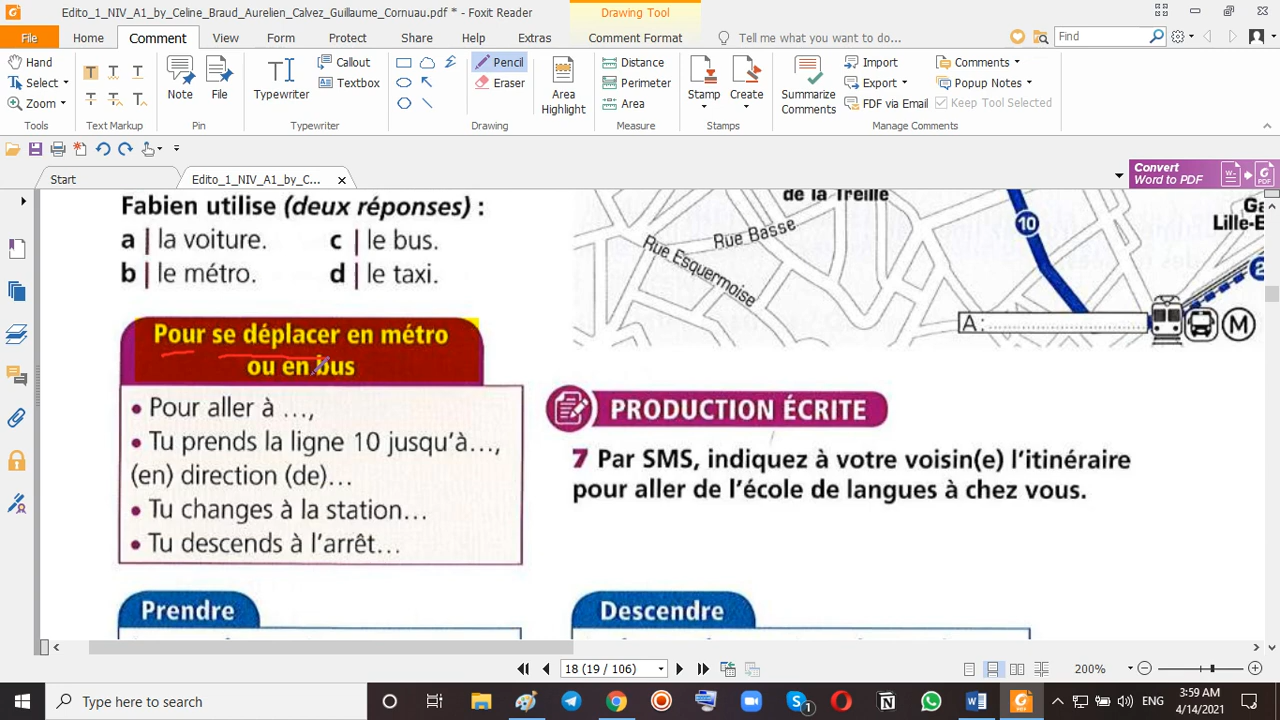 Edito_1_NIV_A1_by_Celine_Braud_Aurelien_Calvez_Guillaume_Cornuau.pdf * - Foxit Reader
Drawing Tool
File Home Comment View Form Protect Share Help Extras Comment Format Tell me what you want to do... Find
Hand
Select
Zoom
Tools
T T T
T T T
Text Markup
Note
File
Pin
Typewriter
Callout
Textbox
Typewriter
Pencil
Eraser
Area Highlight
Drawing
Distance
Perimeter
Area
Measure
Stamp
Create
Stamps
Summarize Comments
Import
Export
FDF via Email
Comments
Popup Notes
Keep Tool Selected
Manage Comments
Start
Edito_1_NIV_A1_by_C...
Convert
Word to PDF
Fabien utilise (deux réponses) :
a | la voiture. c | le bus.
b | le métro. d | le taxi.
Pour se déplacer en métro
ou en bus
• Pour aller à …,
• Tu prends la ligne 10 jusqu'à…,
(en) direction (de)…
• Tu changes à la station…
• Tu descends à l'arrêt…
de la Treille
Rue Basse
Rue Esquermoise
10
Ga
Lille-E
2
A : ....................................
M
PRODUCTION ÉCRITE
7 Par SMS, indiquez à votre voisin(e) l'itinéraire
pour aller de l'école de langues à chez vous.
Prendre
Descendre
18 (19 / 106)
200%
Type here to search
1
ENG
3:59 AM
4/14/2021